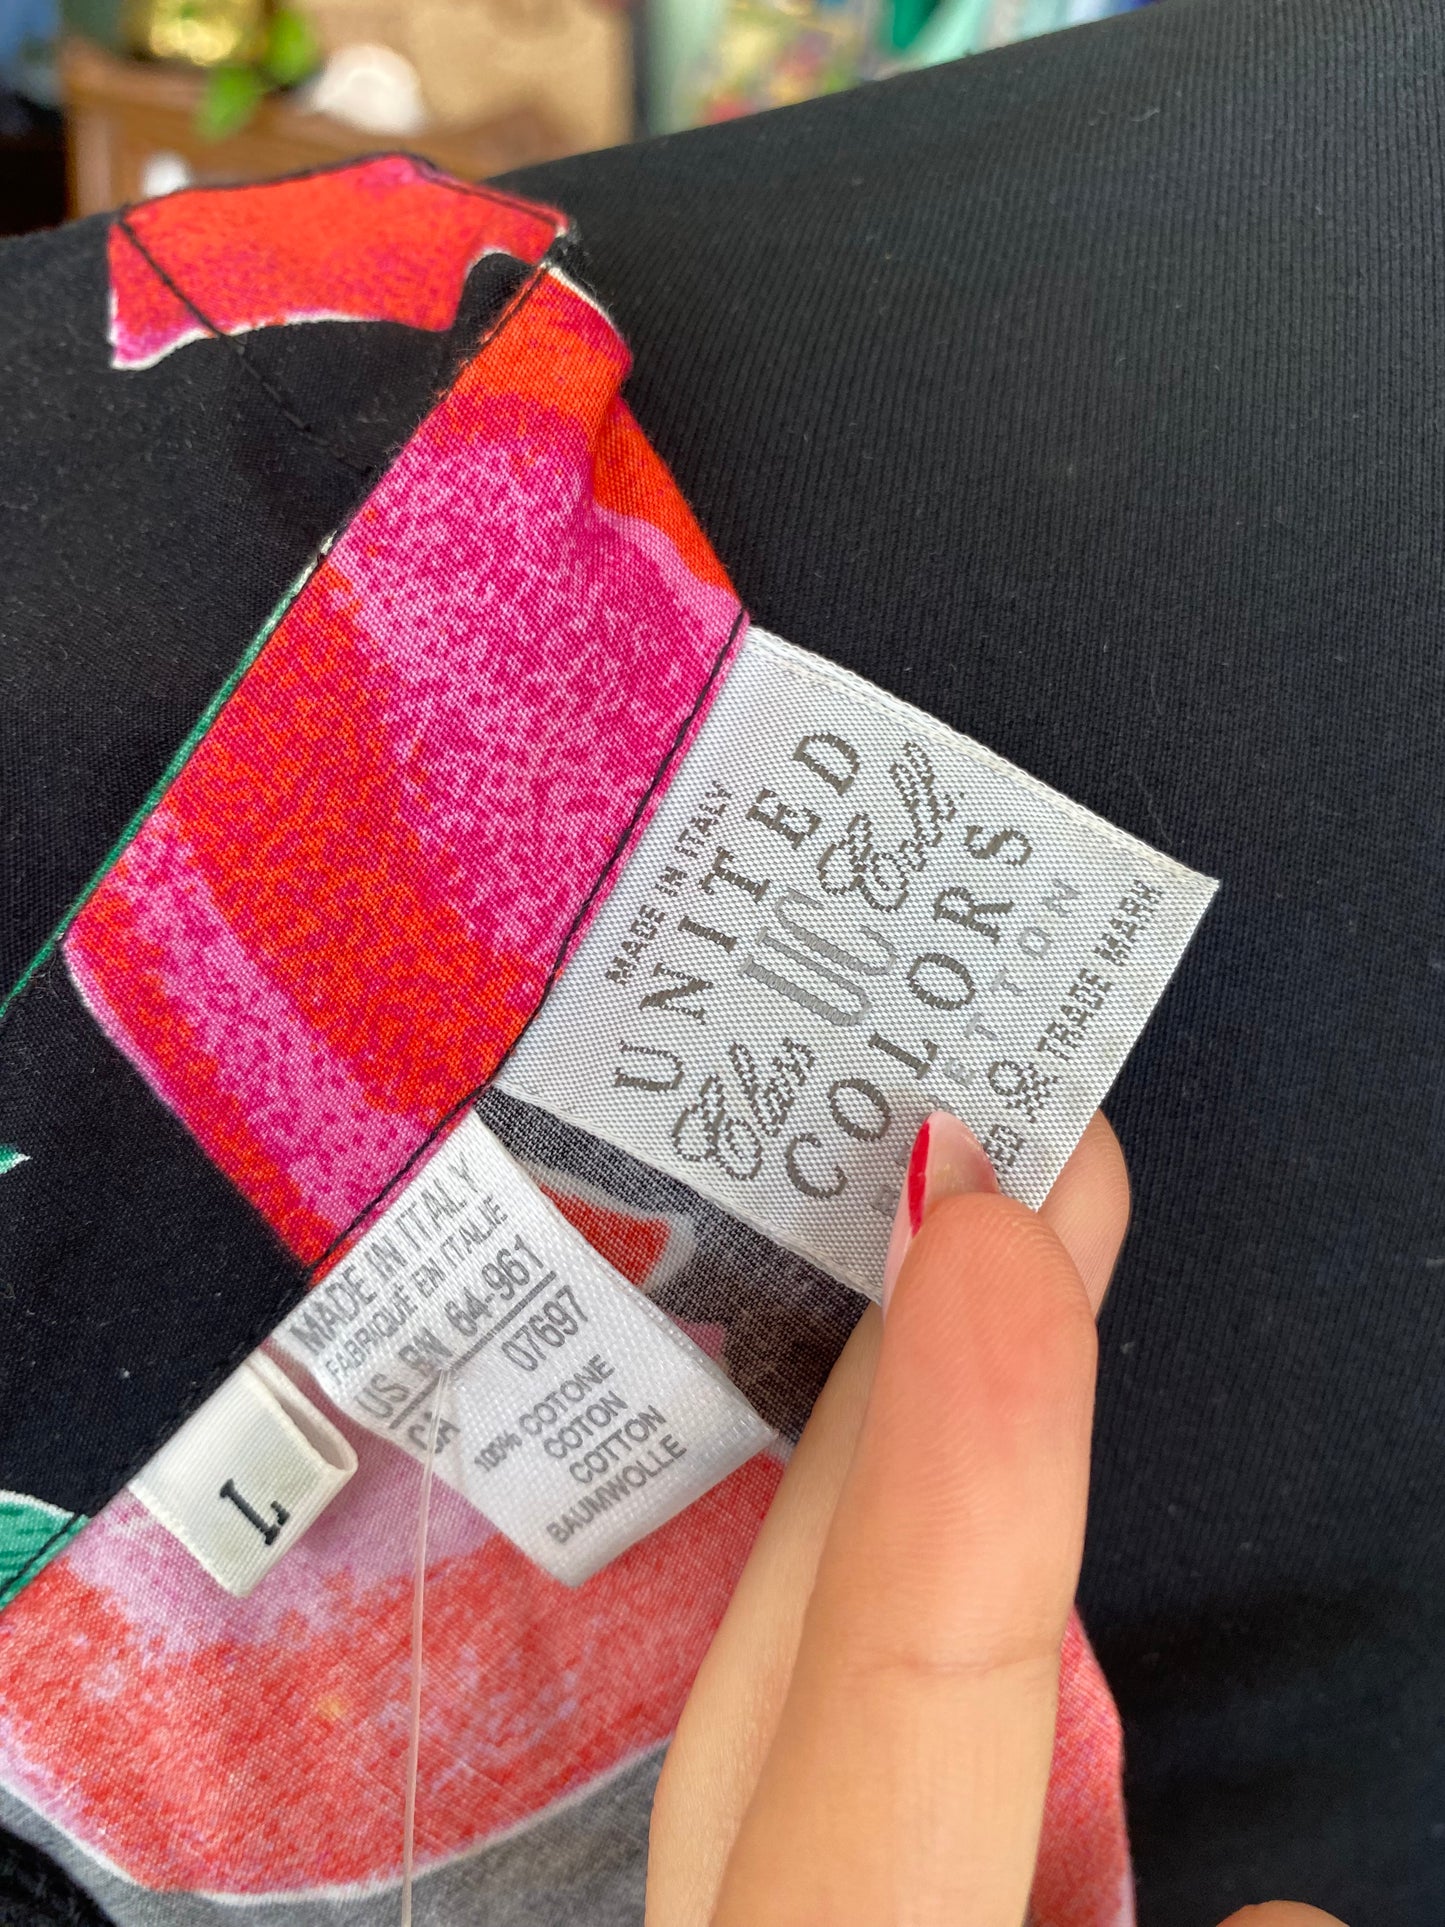 MADE IN ITALY
UNITED
UC
COLORS
TRADE MARK
MADE IN ITALY
FABRIQUÉ EN ITALIE
US RN 64-961
07697
100% COTONE
COTON
COTTON
BAUMWOLLE
L